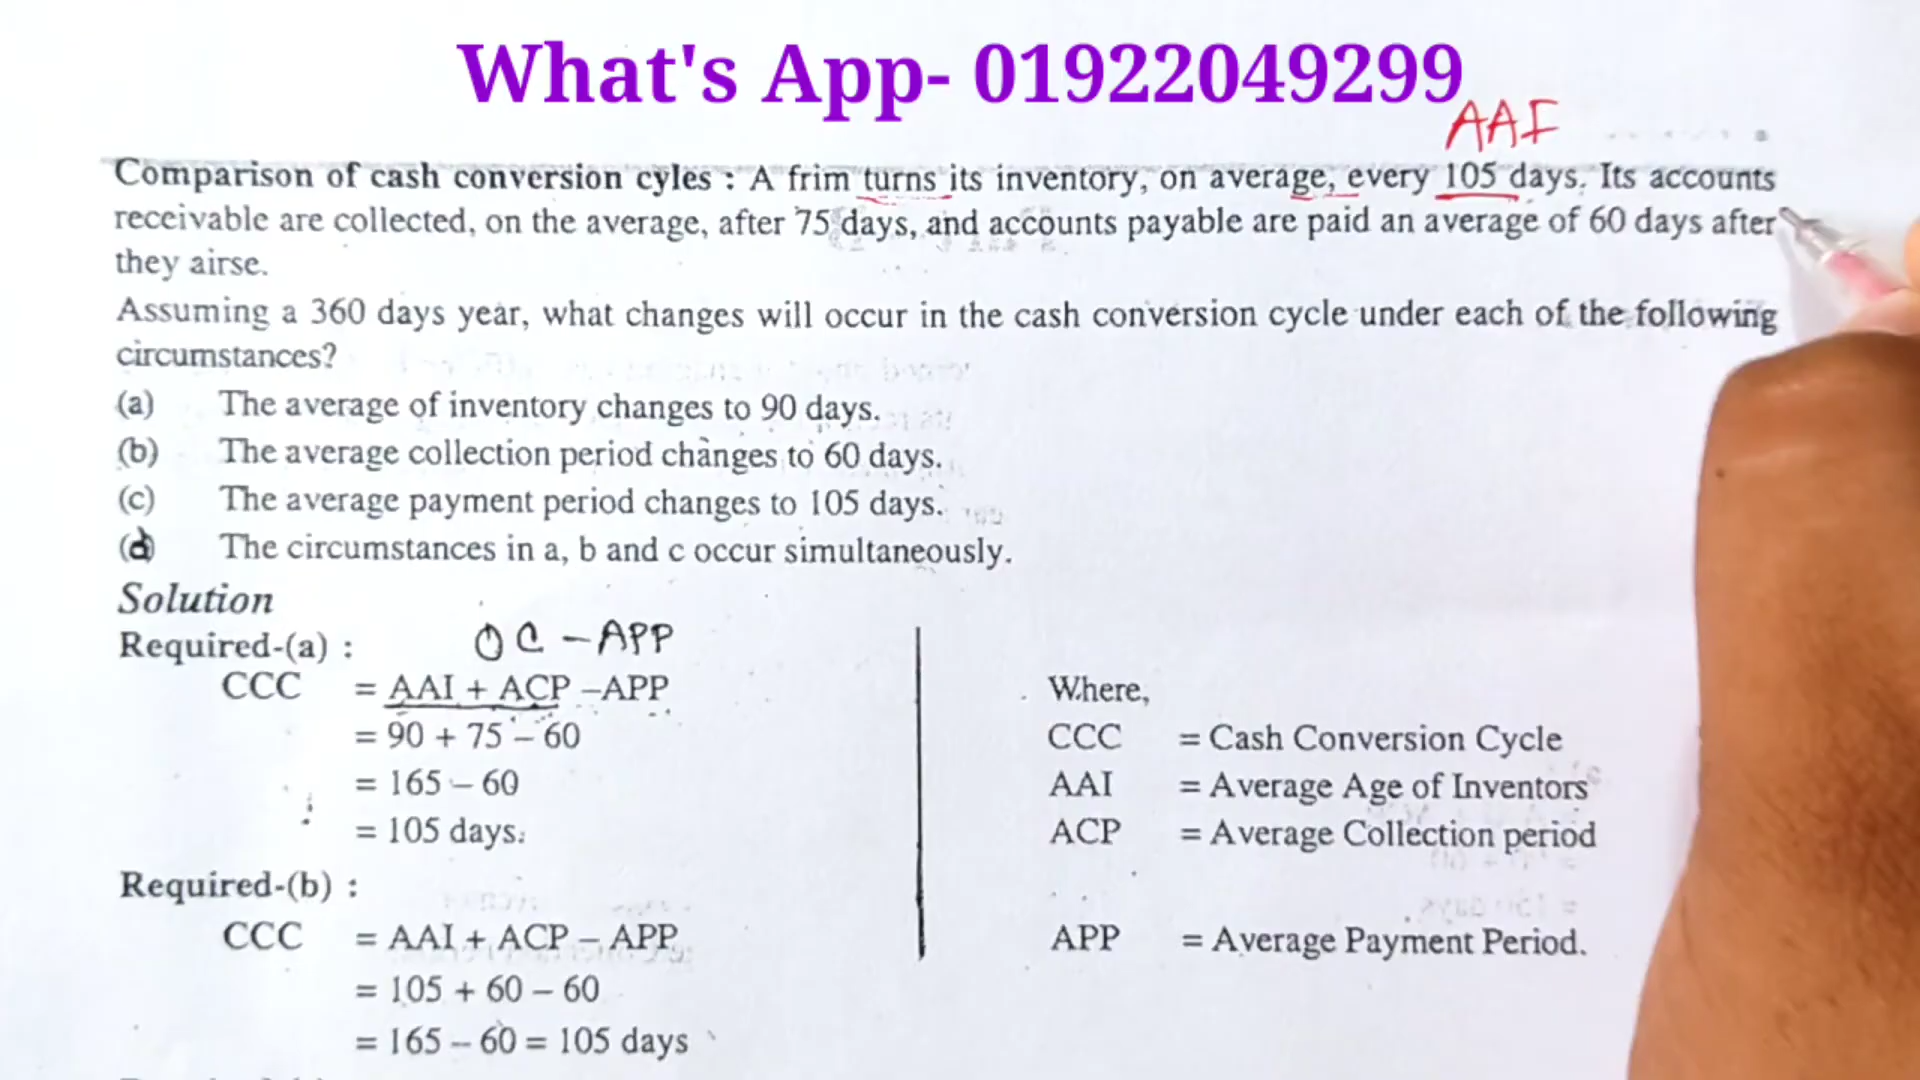 What's App- 01922049299
AAI
Comparison of cash conversion cyles : A frim turns its inventory, on average, every 105 days. Its accounts
receivable are collected, on the average, after 75 days, and accounts payable are paid an average of 60 days after
they airse.
Assuming a 360 days year, what changes will occur in the cash conversion cycle under each of the following
circumstances?
(a) The average of inventory changes to 90 days.
(b) The average collection period changes to 60 days.
(c) The average payment period changes to 105 days.
(d) The circumstances in a, b and c occur simultaneously.
Solution
Required-(a) :
OC - APP
CCC = AAI + ACP –APP
= 90 + 75 – 60
= 165 – 60
= 105 days.
Required-(b) :
CCC = AAI + ACP – APP
= 105 + 60 – 60
= 165 – 60 = 105 days
Where,
CCC = Cash Conversion Cycle
AAI = Average Age of Inventors
ACP = Average Collection period
APP = Average Payment Period.